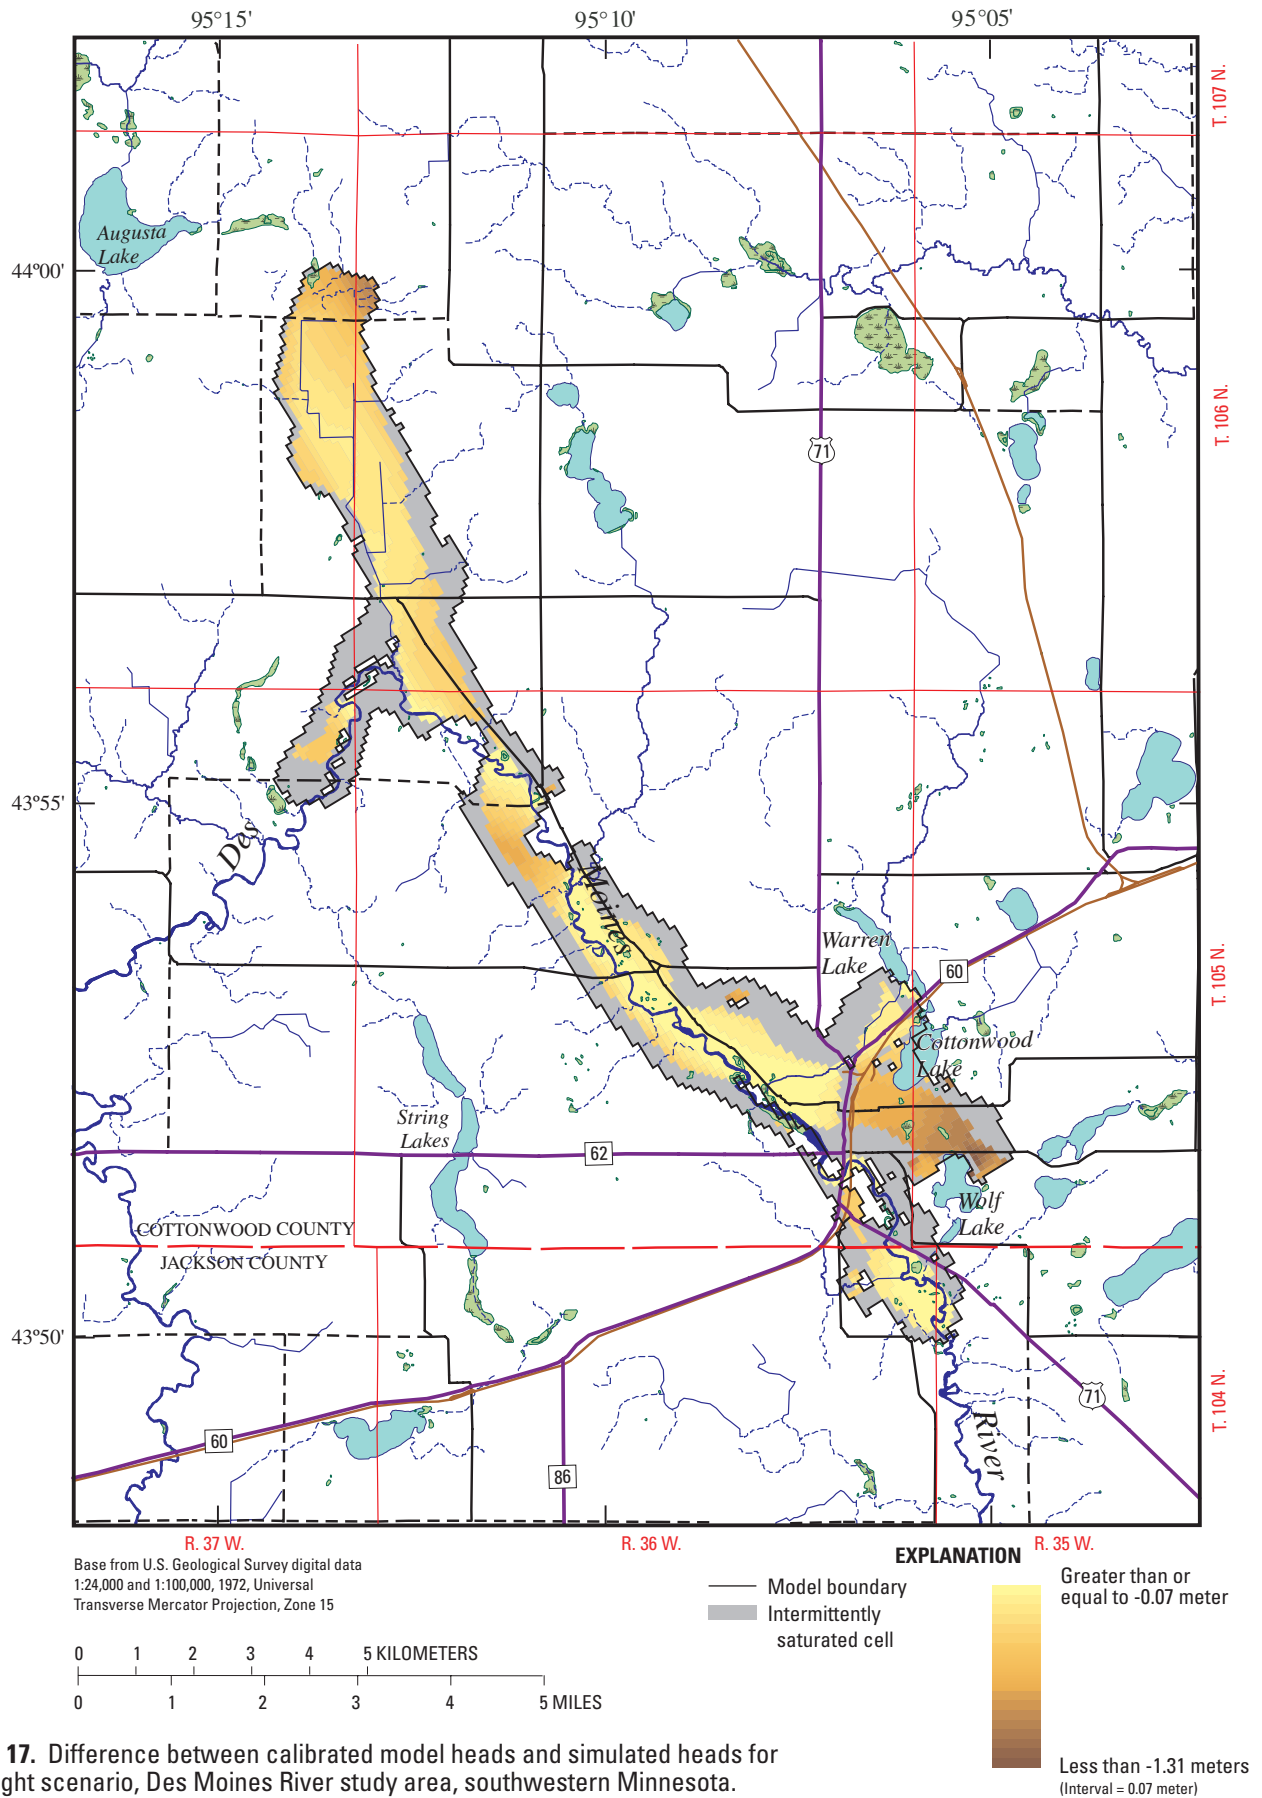 95°15' 95°10' 95°05'
T. 107 N.
Augusta
Lake
44°00'
T. 106 N.
71
43°55'
Des
Moines
Warren
Lake
60
T. 105 N.
Cottonwood
Lake
String
Lakes
62
Wolf
Lake
COTTONWOOD COUNTY
JACKSON COUNTY
43°50'
71
T. 104 N.
River
60
86
R. 37 W. R. 36 W. R. 35 W.
Base from U.S. Geological Survey digital data
1:24,000 and 1:100,000, 1972, Universal
Transverse Mercator Projection, Zone 15
EXPLANATION
Model boundary
Intermittently
saturated cell
Greater than or
equal to -0.07 meter
Less than -1.31 meters
(Interval = 0.07 meter)
0 1 2 3 4 5 KILOMETERS
0 1 2 3 4 5 MILES
17. Difference between calibrated model heads and simulated heads for
ght scenario, Des Moines River study area, southwestern Minnesota.